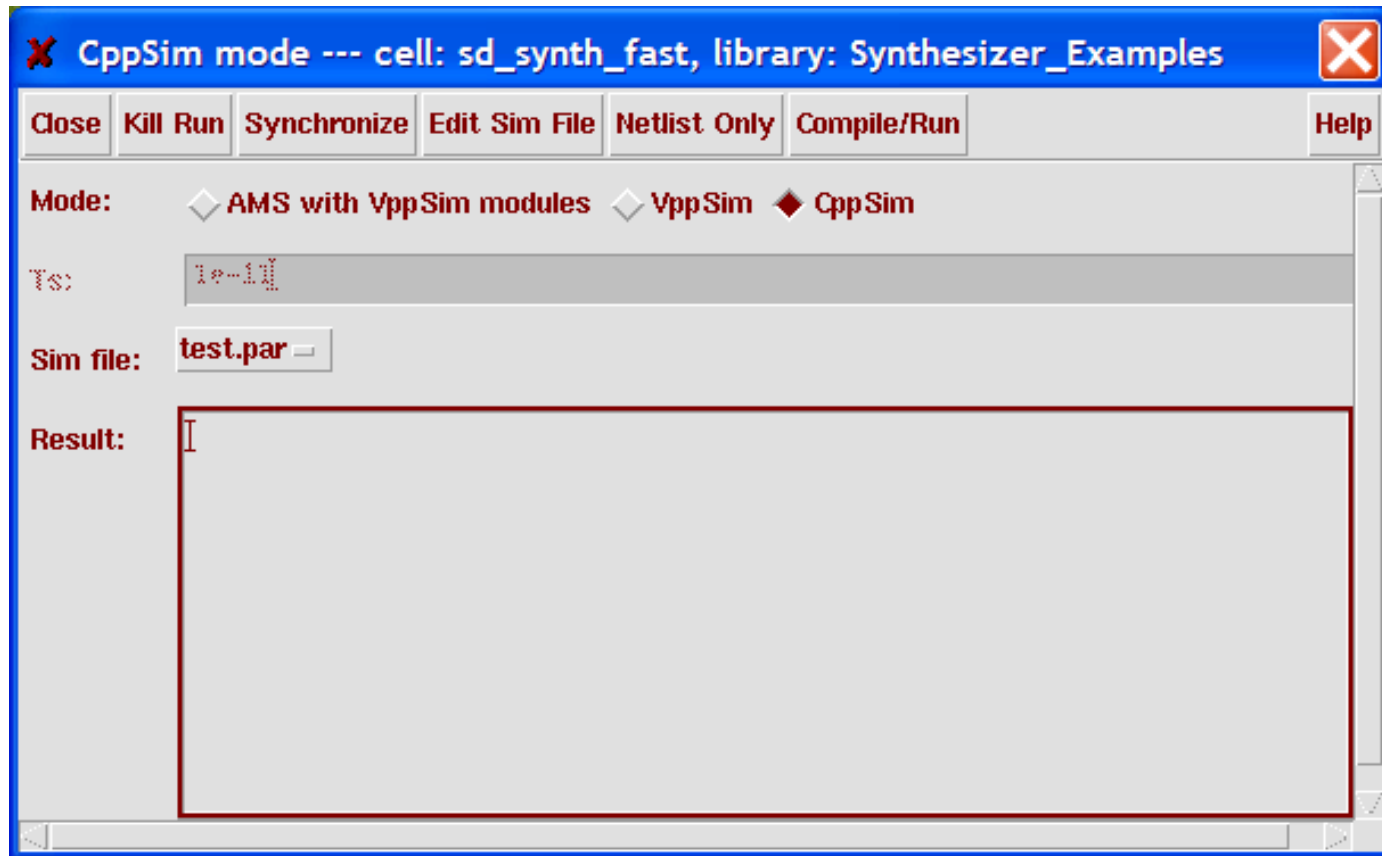 CppSim mode --- cell: sd_synth_fast, library: Synthesizer_Examples
Close Kill Run Synchronize Edit Sim File Netlist Only Compile/Run Help
Mode: AMS with VppSim modules VppSim CppSim
Ts: 1e-11
Sim file: test.par
Result: